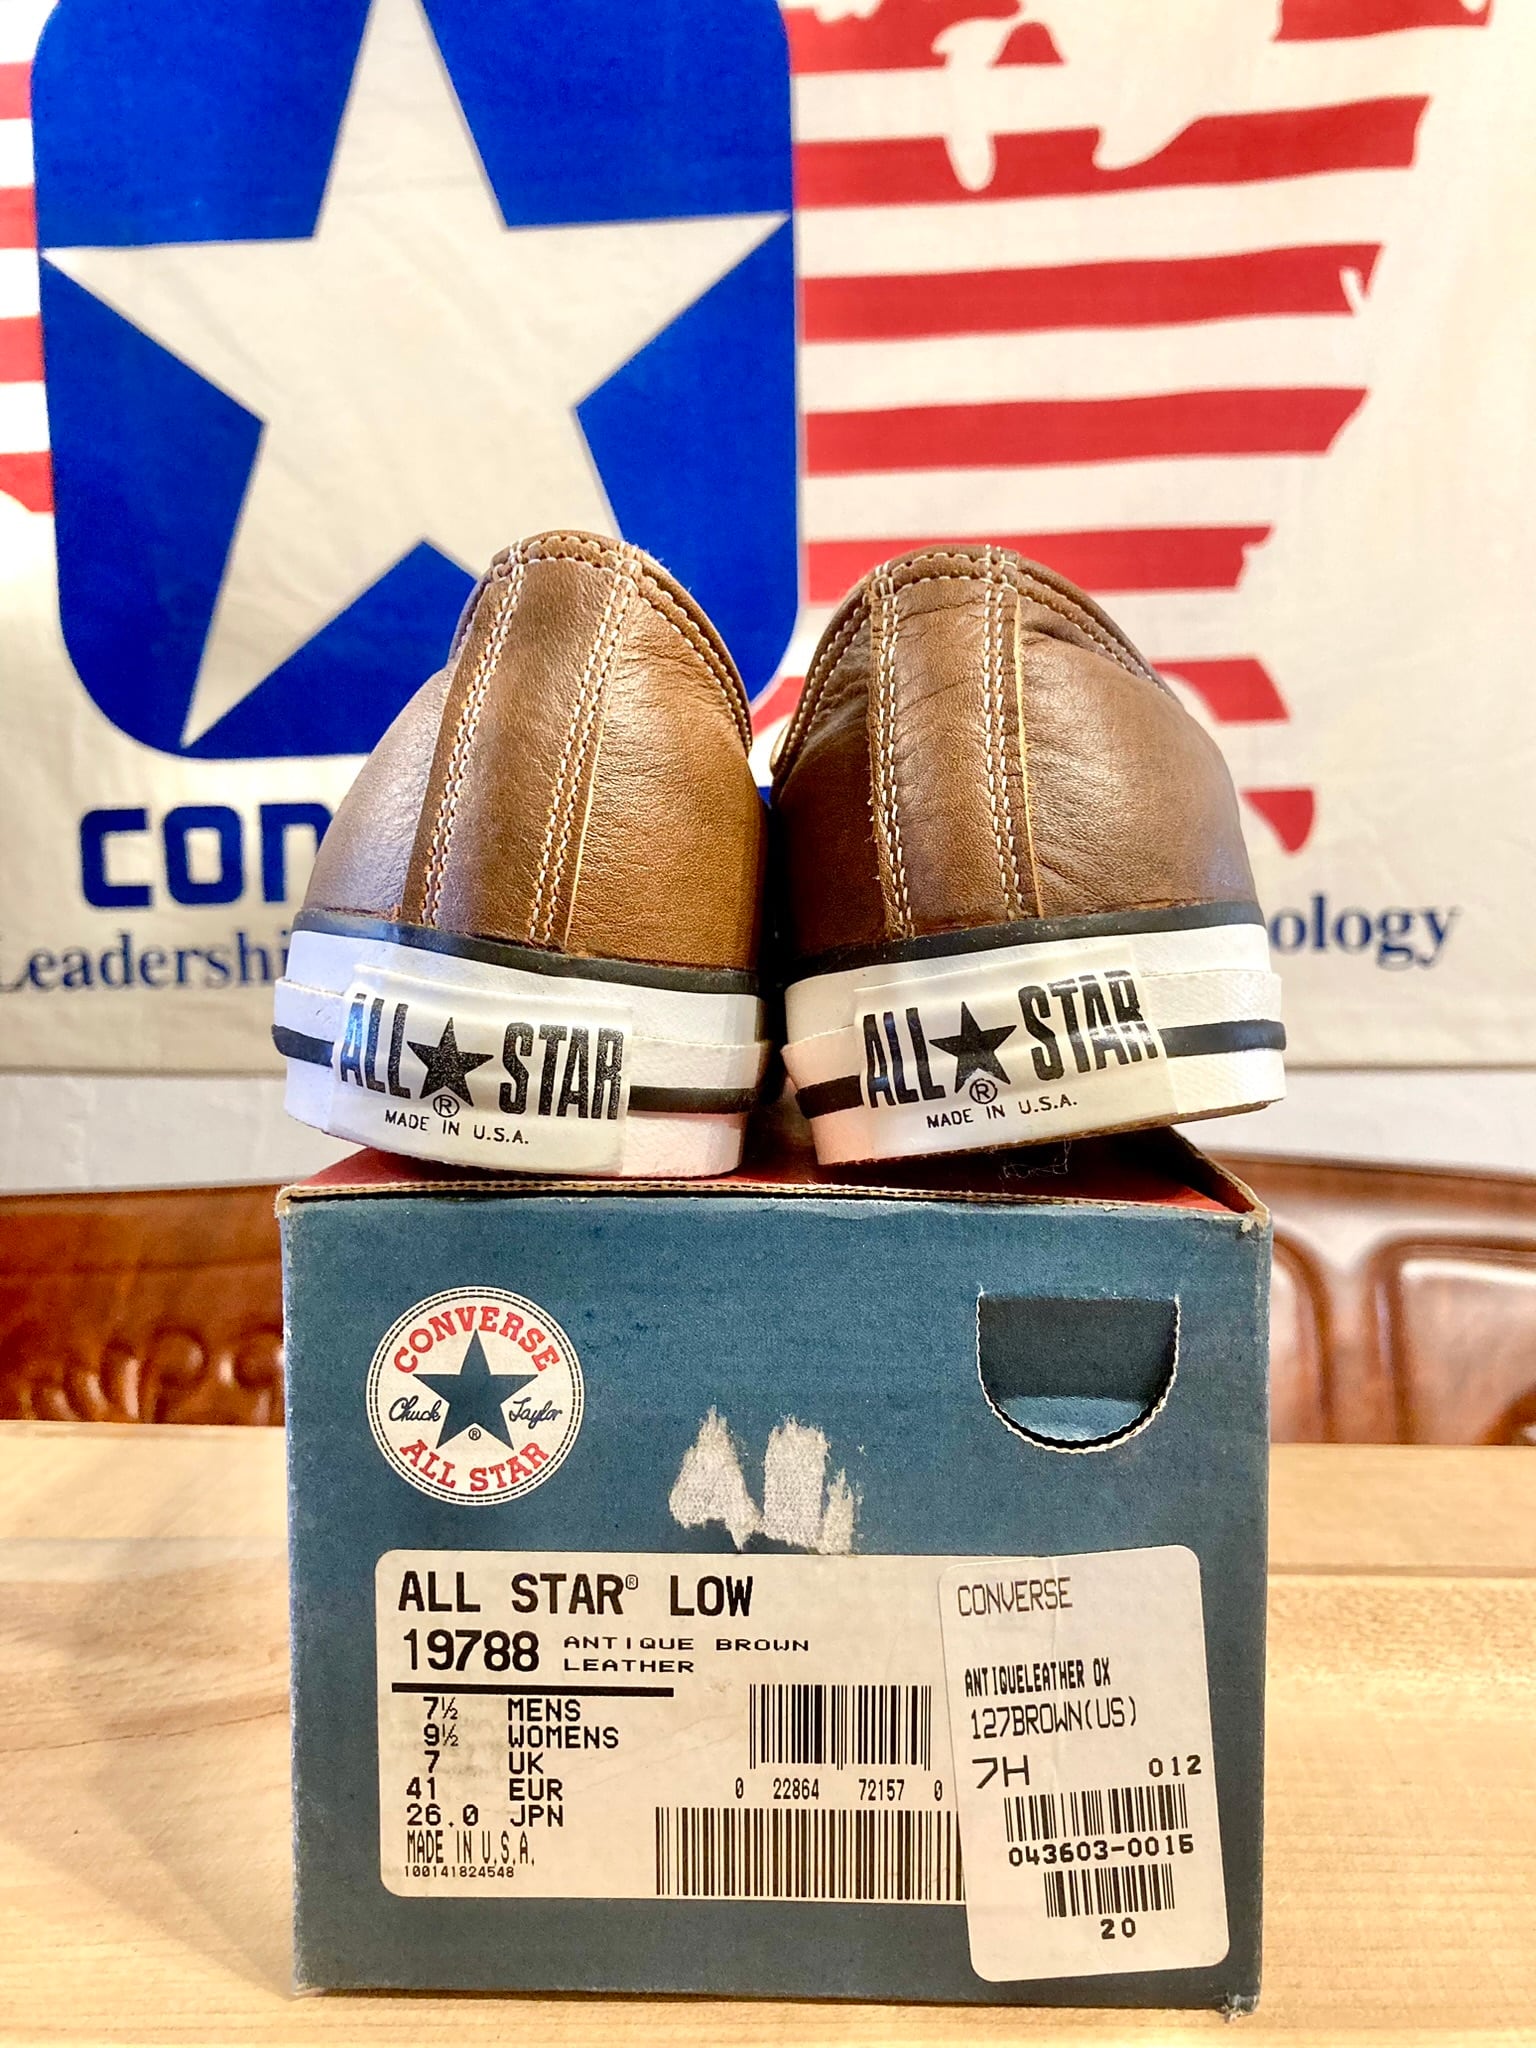 CON
Leadershi
ology
ALL STAR
®
MADE IN U.S.A.
ALL STAR
®
MADE IN U.S.A.
CONVERSE
Chuck Taylor
®
ALL STAR
ALL STAR® LOW
19788 ANTIQUE BROWN
LEATHER
7½ MENS
9½ WOMENS
7 UK
41 EUR
26.0 JPN
MADE IN U.S.A.
100141824548
0 22864 72157 0
CONVERSE
ANTIQUELEATHER OX
127BROWN(US)
7H 012
043603-0015
20